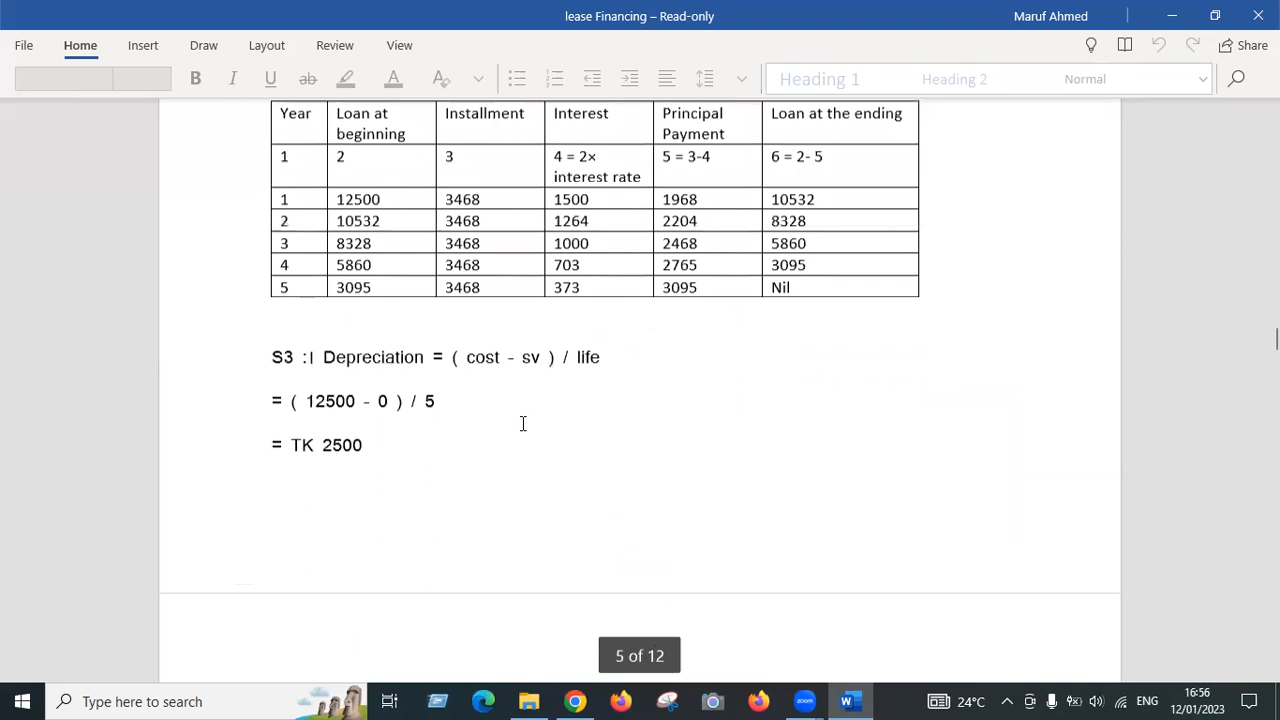 lease Financing – Read-only
Maruf Ahmed
File Home Insert Draw Layout Review View
Share
B I U ab A A
Heading 1 Heading 2 Normal
Year Loan at beginning Installment Interest Principal Payment Loan at the ending
1 2 3 4 = 2× interest rate 5 = 3-4 6 = 2- 5
1 12500 3468 1500 1968 10532
2 10532 3468 1264 2204 8328
3 8328 3468 1000 2468 5860
4 5860 3468 703 2765 3095
5 3095 3468 373 3095 Nil
S3 :। Depreciation = ( cost - sv ) / life
= ( 12500 - 0 ) / 5
= TK 2500
5 of 12
Type here to search
24°C
ENG
16:56
12/01/2023